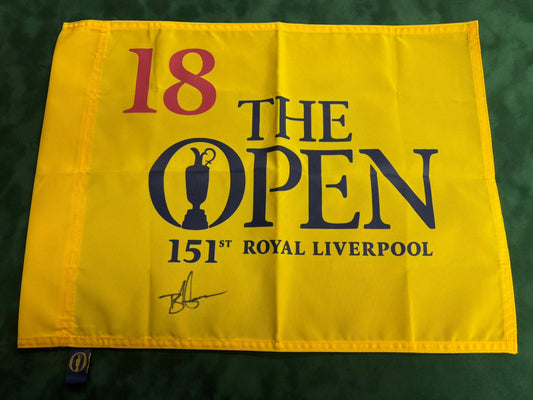 18
THE
OPEN
151ST ROYAL LIVERPOOL